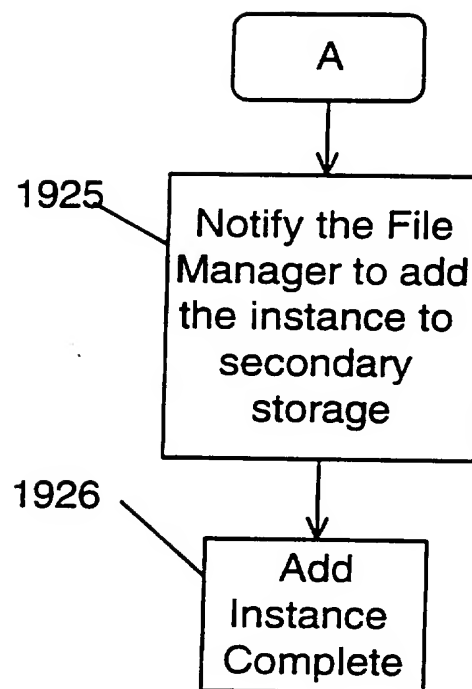 A
1925
Notify the File
Manager to add
the instance to
secondary
storage
1926
Add
Instance
Complete